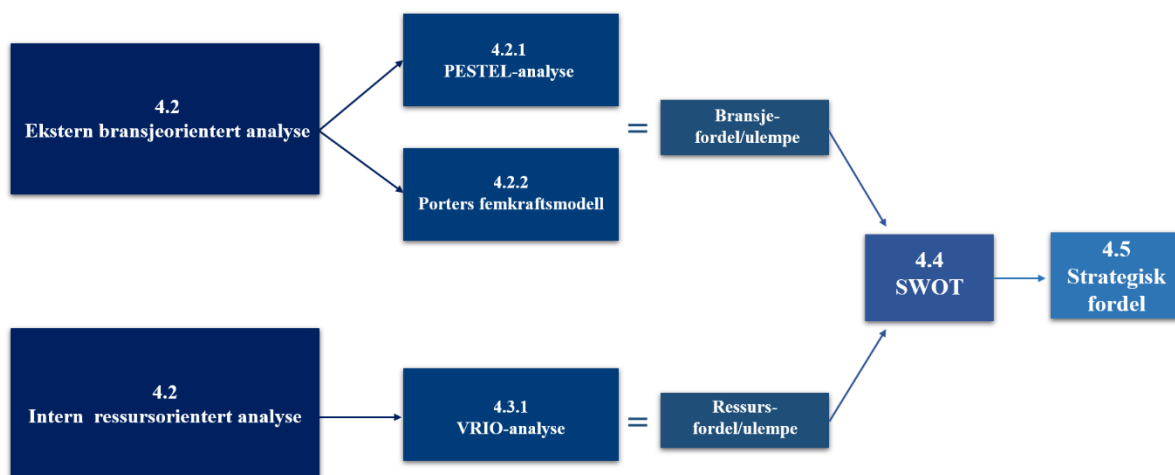 4.2
Ekstern bransjeorientert analyse
4.2.1
PESTEL-analyse
4.2.2
Porters femkraftsmodell
=
Bransje-
fordel/ulempe
4.2
Intern ressursorientert analyse
4.3.1
VRIO-analyse
=
Ressurs-
fordel/ulempe
4.4
SWOT
4.5
Strategisk
fordel